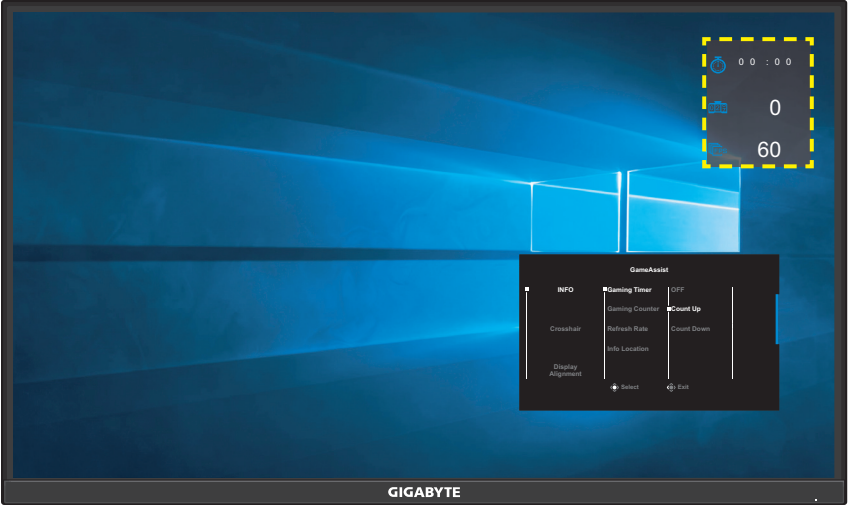 00:00
0
60
GameAssist
INFO Gaming Timer OFF
Gaming Counter Count Up
Crosshair Refresh Rate Count Down
Info Location
Display
Alignment
Select Exit
GIGABYTE